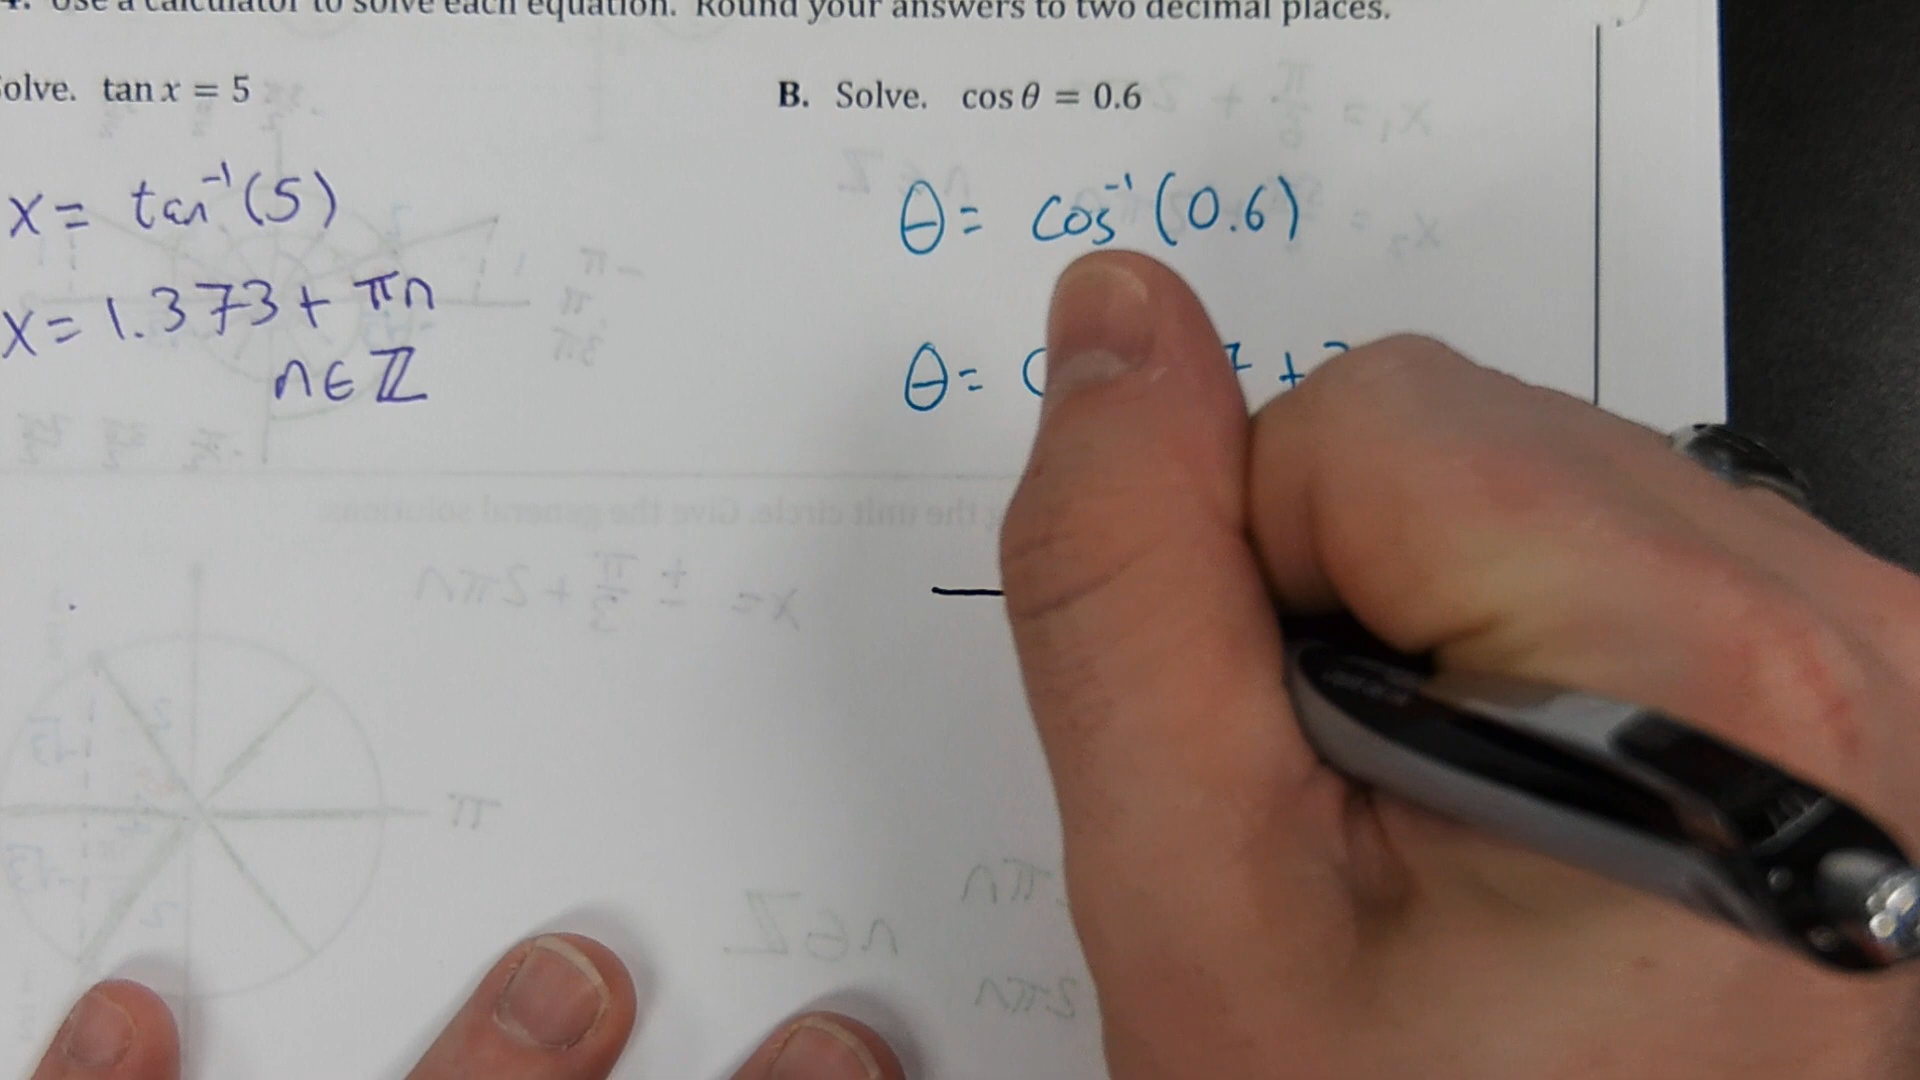 Use a calculator to solve each equation. Round your answers to two decimal places.
olve. tan x = 5
B. Solve. cos θ = 0.6
x = tan⁻¹(5)
θ = cos⁻¹(0.6)
x = 1.373 + πn
n ∈ ℤ
θ = +